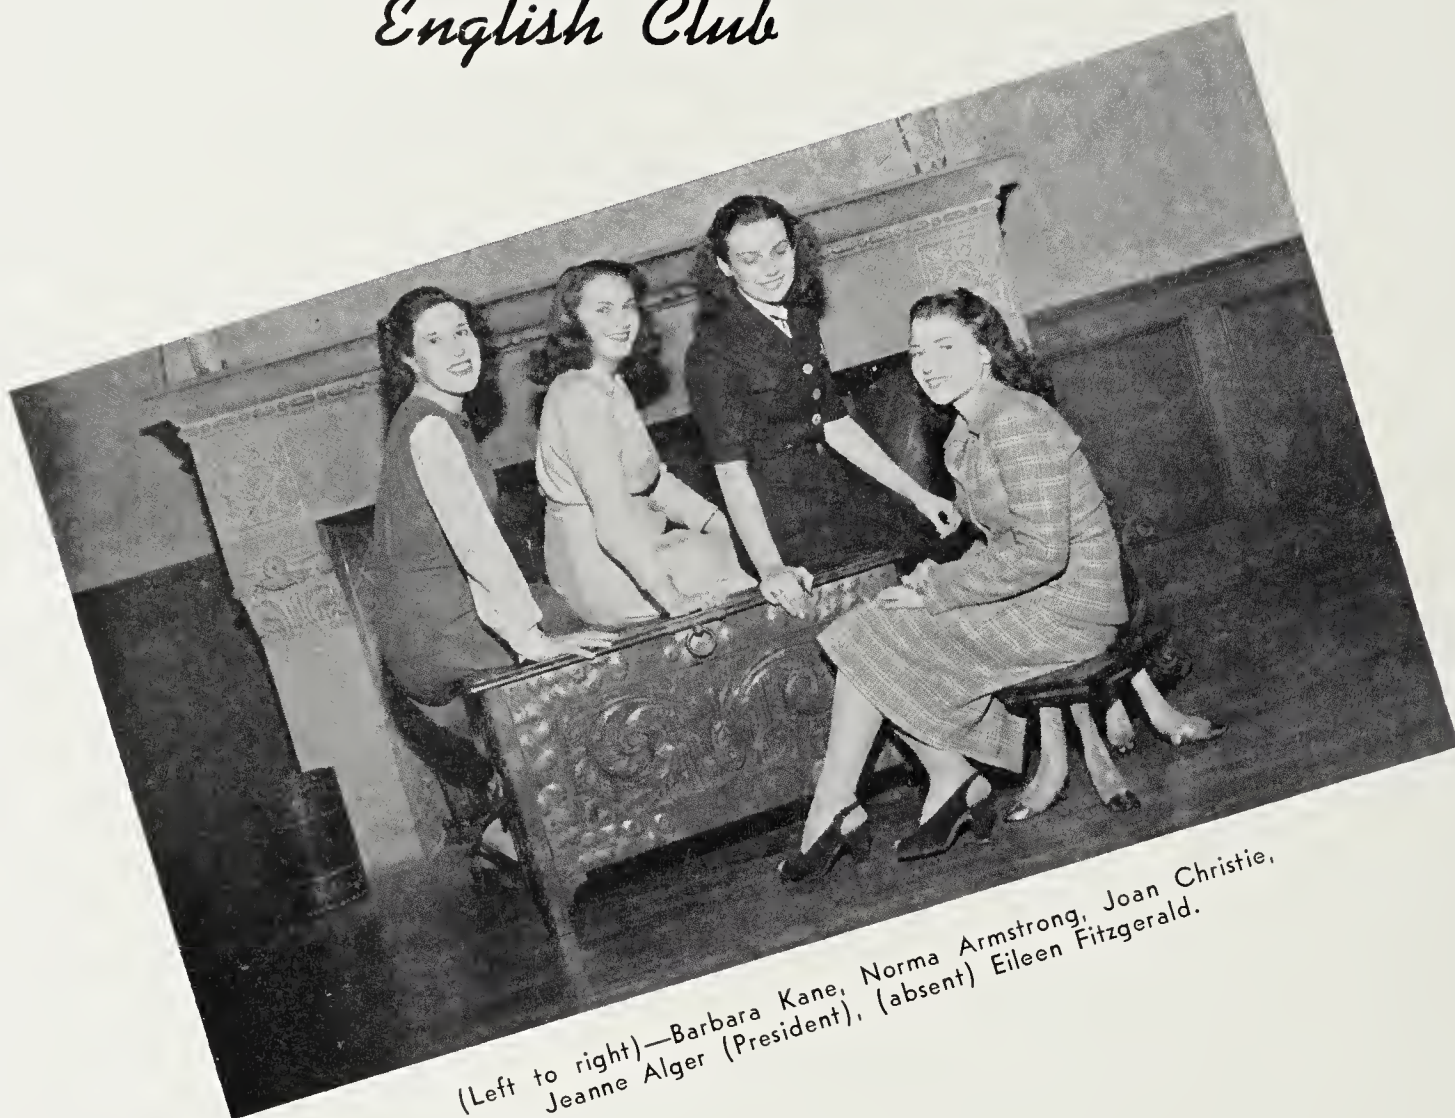 English Club
(Left to right)—Barbara Kane, Norma Armstrong, Joan Christie,
Jeanne Alger (President), (absent) Eileen Fitzgerald.